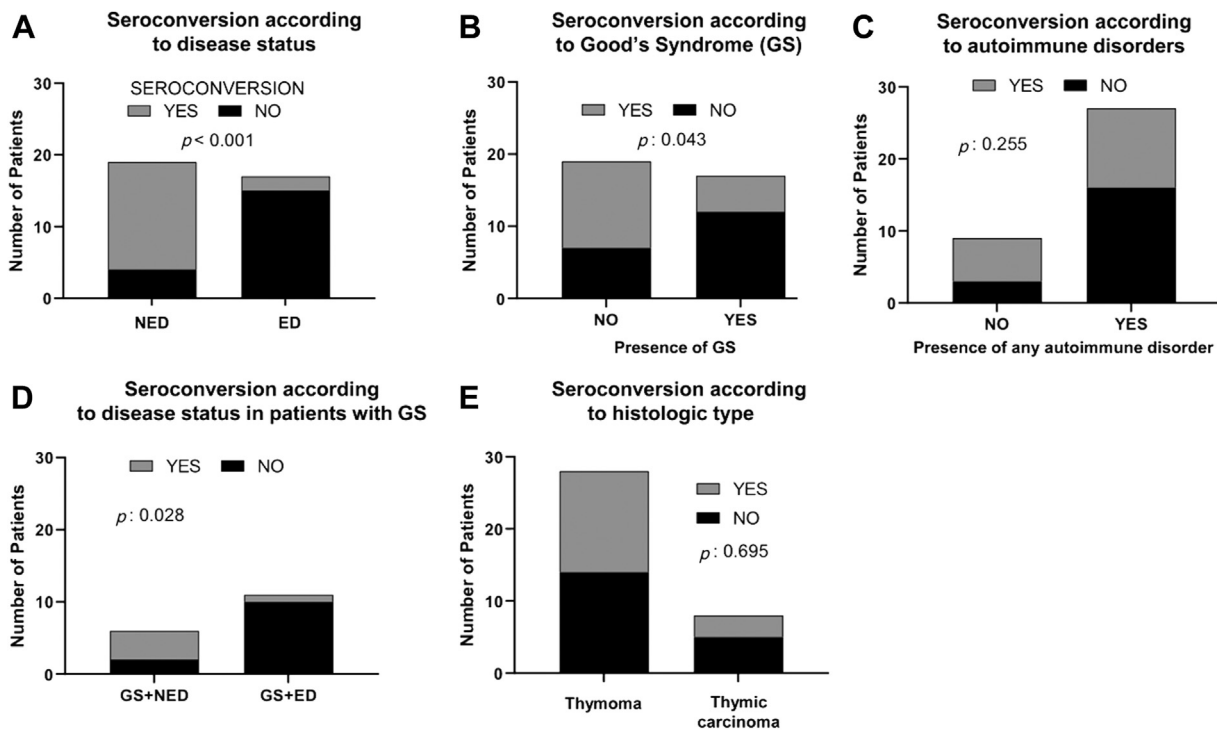 A
Seroconversion according
to disease status
SEROCONVERSION
YES NO
p < 0.001
Number of Patients
30
20
10
0
NED ED
B
Seroconversion according
to Good's Syndrome (GS)
YES NO
p : 0.043
Number of Patients
30
20
10
0
NO YES
Presence of GS
C
Seroconversion according
to autoimmune disorders
YES NO
p : 0.255
Number of Patients
30
20
10
0
NO YES
Presence of any autoimmune disorder
D
Seroconversion according
to disease status in patients with GS
YES NO
p : 0.028
Number of Patients
30
20
10
0
GS+NED GS+ED
E
Seroconversion according
to histologic type
YES
NO
p : 0.695
Number of Patients
30
20
10
0
Thymoma Thymic
carcinoma